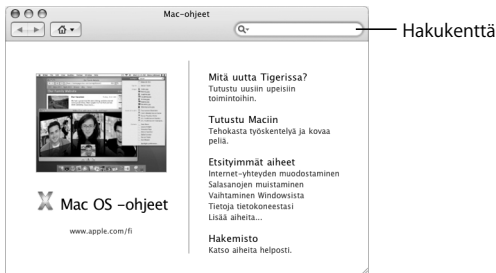 Mac-ohjeet
Hakukenttä
Mitä uutta Tigerissa?
Tutustu uusiin upeisiin
toimintoihin.
Tutustu Maciin
Tehokasta työskentelyä ja kovaa
peliä.
Etsityimmät aiheet
Internet-yhteyden muodostaminen
Salasanojen muistaminen
Vaihtaminen Windowsista
Tietoja tietokoneestasi
Lisää aiheita...
Hakemisto
Katso aiheita helposti.
Mac OS -ohjeet
www.apple.com/fi